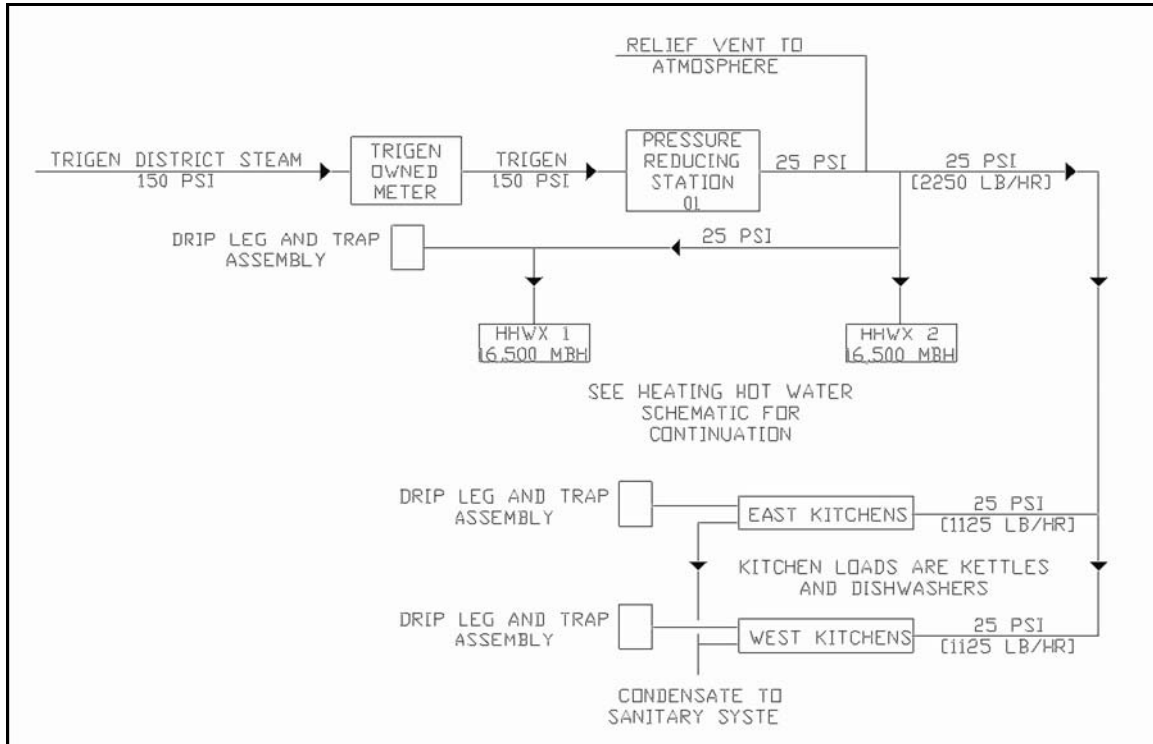 RELIEF VENT TO
ATMOSPHERE
TRIGEN DISTRICT STEAM
150 PSI
TRIGEN
OWNED
METER
TRIGEN
150 PSI
PRESSURE
REDUCING
STATION
01
25 PSI
25 PSI
[2250 LB/HR]
DRIP LEG AND TRAP
ASSEMBLY
25 PSI
HHWX 1
16,500 MBH
HHWX 2
16,500 MBH
SEE HEATING HOT WATER
SCHEMATIC FOR
CONTINUATION
DRIP LEG AND TRAP
ASSEMBLY
EAST KITCHENS
25 PSI
[1125 LB/HR]
KITCHEN LOADS ARE KETTLES
AND DISHWASHERS
DRIP LEG AND TRAP
ASSEMBLY
WEST KITCHENS
25 PSI
[1125 LB/HR]
CONDENSATE TO
SANITARY SYSTE